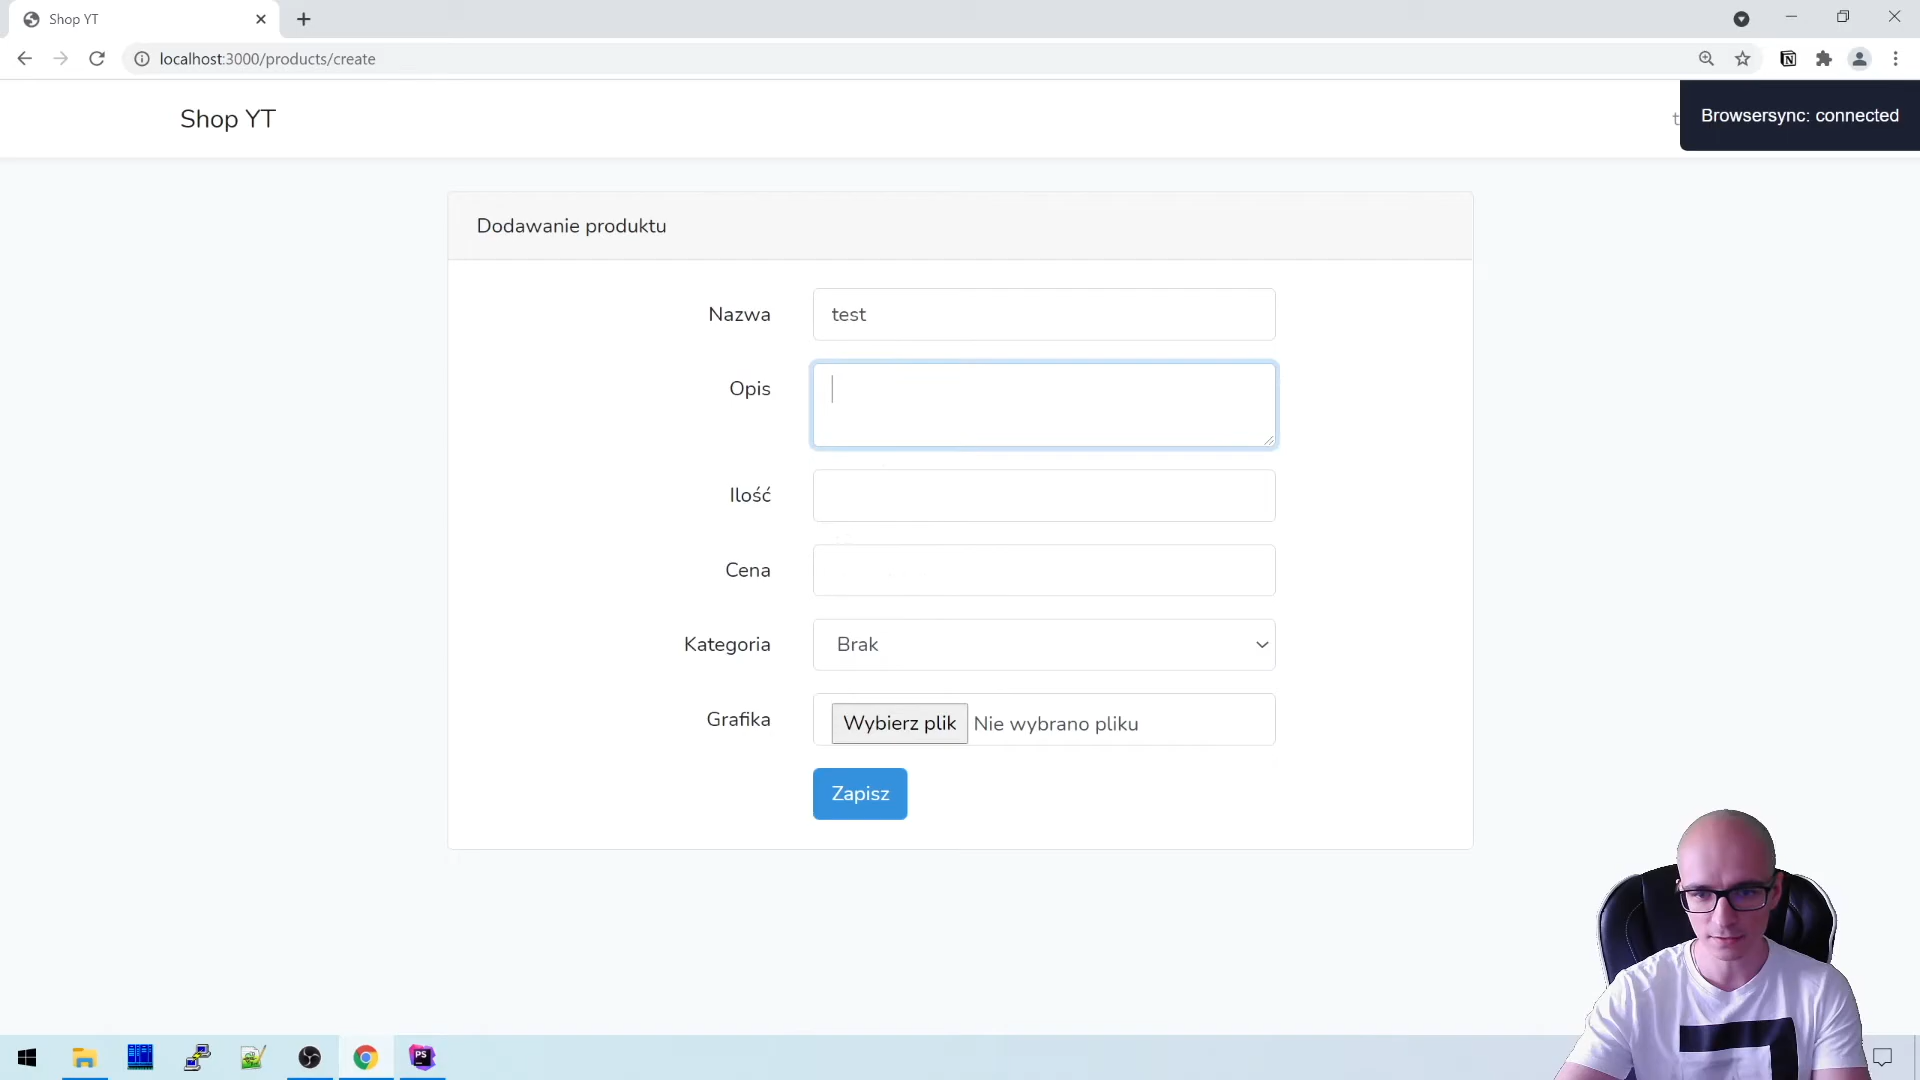 Shop YT
localhost:3000/products/create
Shop YT
Browsersync: connected
Dodawanie produktu
Nazwa
test
Opis
Ilość
Cena
Kategoria
Brak
Grafika
Wybierz plik Nie wybrano pliku
Zapisz
PS